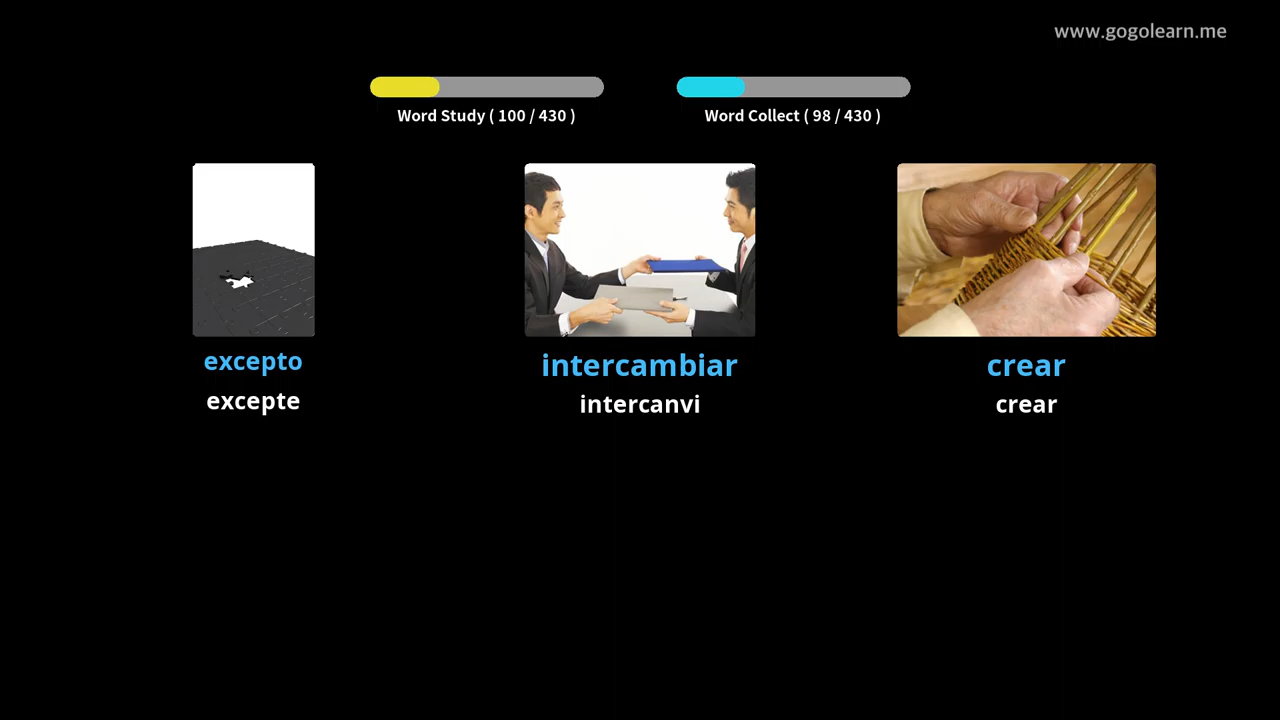 www.gogolearn.me
Word Study ( 100 / 430 )
Word Collect ( 98 / 430 )
excepto
excepte
intercambiar
intercanvi
crear
crear